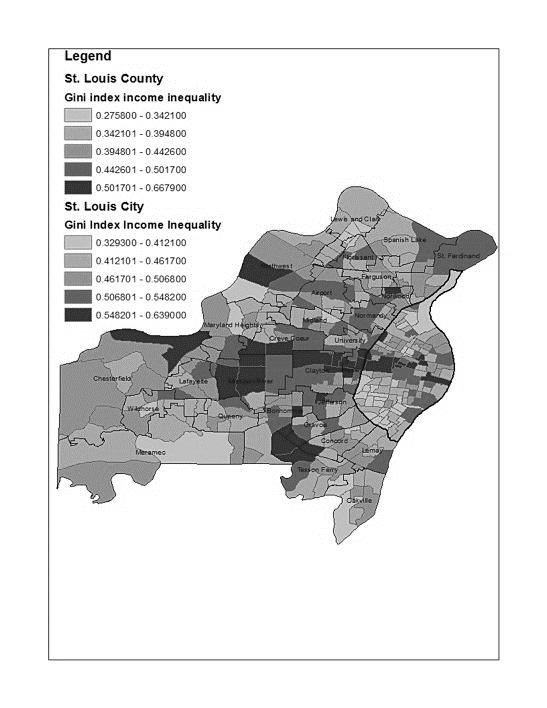 Legend
St. Louis County
Gini index income inequality
0.275800 - 0.342100
0.342101 - 0.394800
0.394801 - 0.442600
0.442601 - 0.501700
0.501701 - 0.667900
St. Louis City
Gini Index Income Inequality
0.329300 - 0.412100
0.412101 - 0.461700
0.461701 - 0.506800
0.506801 - 0.548200
0.548201 - 0.639000
Lewis and Clark
Spanish Lake
Florissant
St. Ferdinand
Northwest
Ferguson
Airport
Norwood
Normandy
Maryland Heights
Midland
Creve Coeur
University
Clayton
Chesterfield
Lafayette
Missouri River
Jefferson
Wildhorse
Queeny
Bonhomme
Gravois
Concord
Meramec
Lemay
Tesson Ferry
Oakville